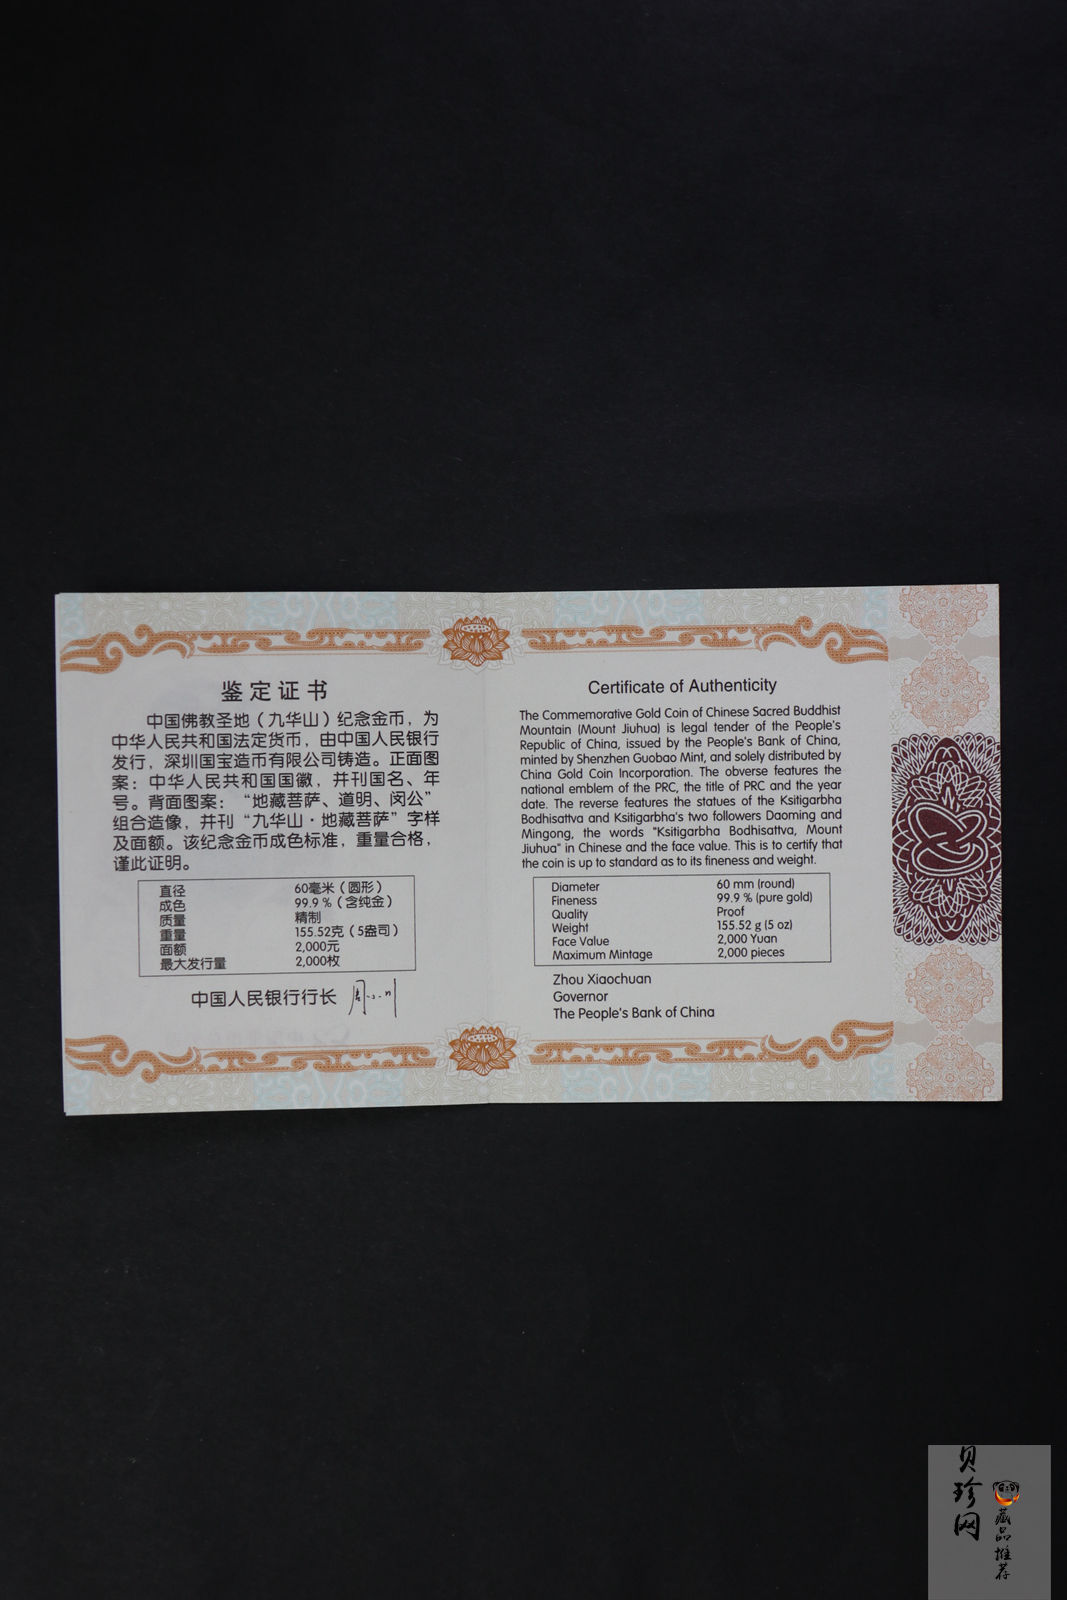 鉴定证书
中国佛教圣地（九华山）纪念金币，为
中华人民共和国法定货币，由中国人民银行
发行，深圳国宝造币有限公司铸造。正面图
案：中华人民共和国国徽，并刊国名、年
号。背面图案：“地藏菩萨、道明、闵公”
组合造像，并刊“九华山·地藏菩萨”字样
及面额。该纪念金币成色标准，重量合格，
谨此证明。
直径 60毫米（圆形）
成色 99.9％（含纯金）
质量 精制
重量 155.52克（5盎司）
面额 2,000元
最大发行量 2,000枚
中国人民银行行长
Certificate of Authenticity
The Commemorative Gold Coin of Chinese Sacred Buddhist
Mountain (Mount Jiuhua) is legal tender of the People's
Republic of China, issued by the People's Bank of China,
minted by Shenzhen Guobao Mint, and solely distributed by
China Gold Coin Incorporation. The obverse features the
national emblem of the PRC, the title of PRC and the year
date. The reverse features the statues of the Ksitigarbha
Bodhisattva and Ksitigarbha's two followers Daoming and
Mingong, the words "Ksitigarbha Bodhisattva, Mount
Jiuhua" in Chinese and the face value. This is to certify that
the coin is up to standard as to its fineness and weight.
Diameter 60 mm (round)
Fineness 99.9 % (pure gold)
Quality Proof
Weight 155.52 g (5 oz)
Face Value 2,000 Yuan
Maximum Mintage 2,000 pieces
Zhou Xiaochuan
Governor
The People's Bank of China
贝珍网
藏品推荐